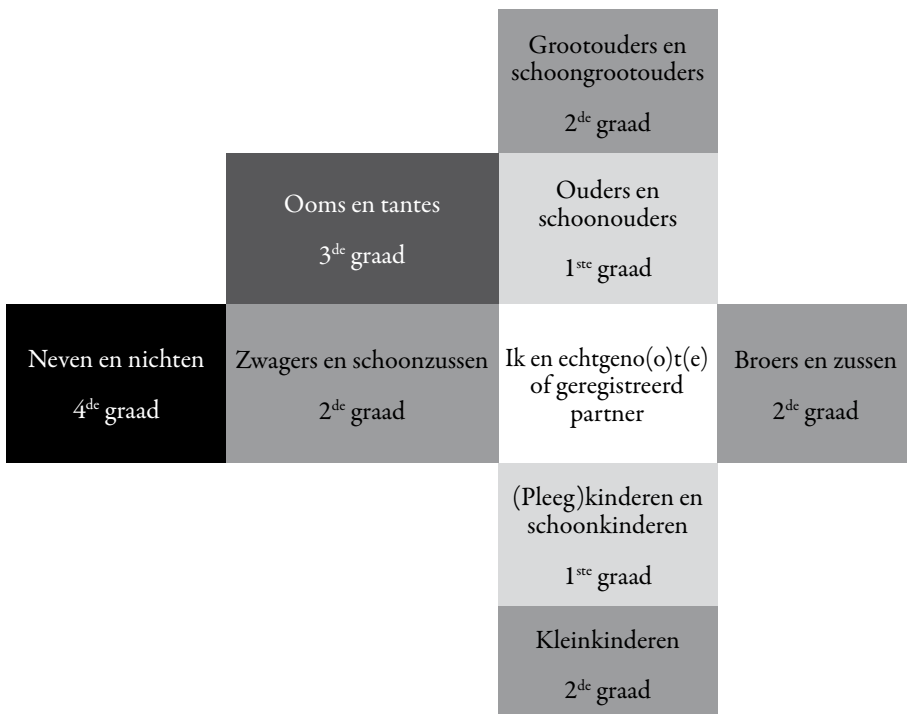 Grootouders en
schoongrootouders
2de graad
Ooms en tantes
3de graad
Ouders en
schoonouders
1ste graad
Neven en nichten
4de graad
Zwagers en schoonzussen
2de graad
Ik en echtgeno(o)t(e)
of geregistreerd
partner
Broers en zussen
2de graad
(Pleeg)kinderen en
schoonkinderen
1ste graad
Kleinkinderen
2de graad